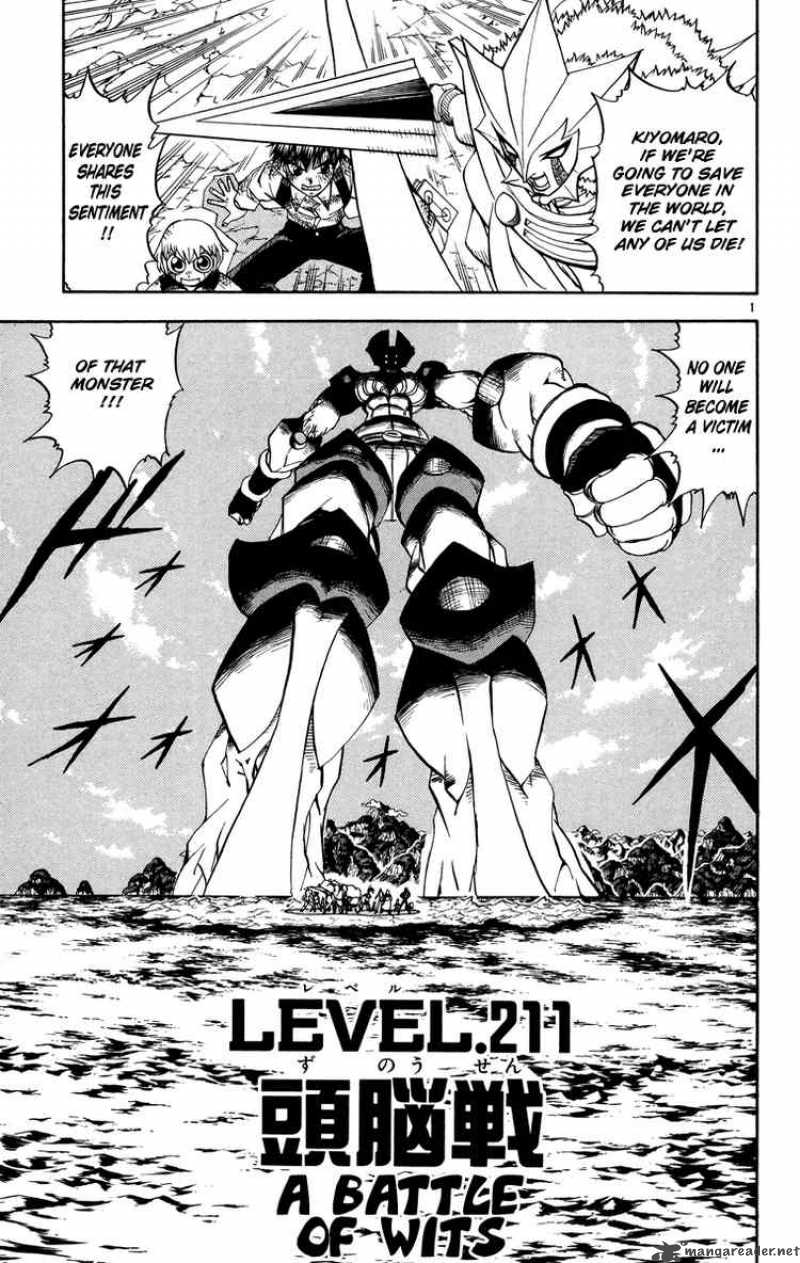 KIYOMARO,
IF WE'RE
GOING TO SAVE
EVERYONE IN
THE WORLD,
WE CAN'T LET
ANY OF US DIE!
EVERYONE
SHARES
THIS
SENTIMENT
!!
1
NO ONE
WILL
BECOME
A VICTIM
...
OF THAT
MONSTER
!!!
レベル
LEVEL.211
ずのうせん
頭脳戦
A BATTLE
OF WITS
mangareader.net